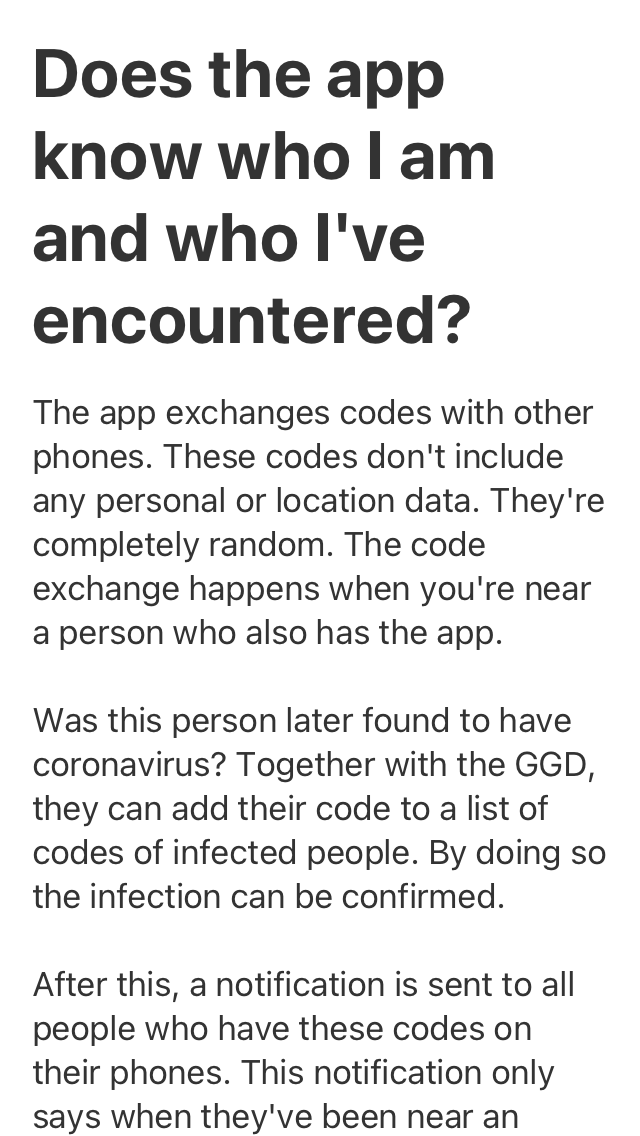 Does the app
know who I am
and who I've
encountered?
The app exchanges codes with other
phones. These codes don't include
any personal or location data. They're
completely random. The code
exchange happens when you're near
a person who also has the app.
Was this person later found to have
coronavirus? Together with the GGD,
they can add their code to a list of
codes of infected people. By doing so
the infection can be confirmed.
After this, a notification is sent to all
people who have these codes on
their phones. This notification only
says when they've been near an